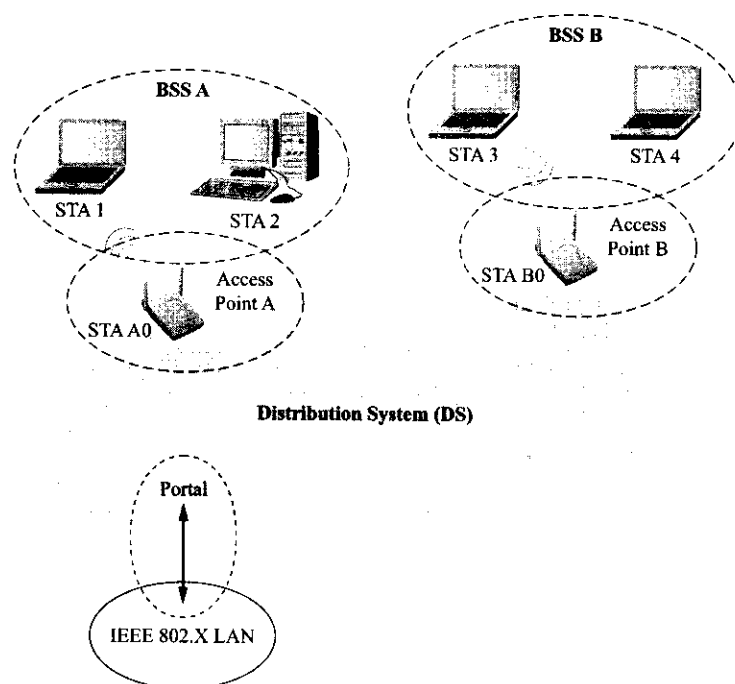 BSS B
BSS A
STA 3
STA 4
STA 1
STA 2
Access
Point B
STA B0
Access
Point A
STA A0
Distribution System (DS)
Portal
IEEE 802.X LAN